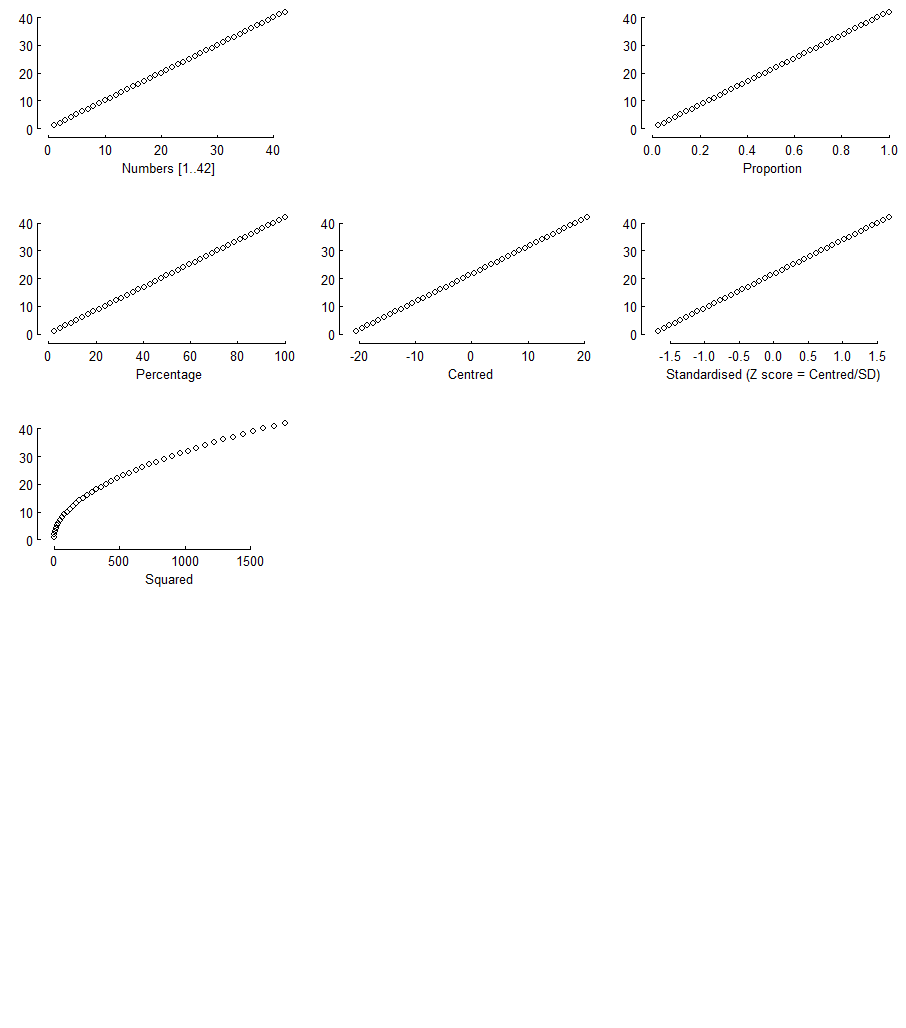 40
30
20
10
0
0 10 20 30 40
Numbers [1..42]
40
30
20
10
0
0.0 0.2 0.4 0.6 0.8 1.0
Proportion
40
30
20
10
0
0 20 40 60 80 100
Percentage
40
30
20
10
0
-20 -10 0 10 20
Centred
40
30
20
10
0
-1.5 -1.0 -0.5 0.0 0.5 1.0 1.5
Standardised (Z score = Centred/SD)
40
30
20
10
0
0 500 1000 1500
Squared